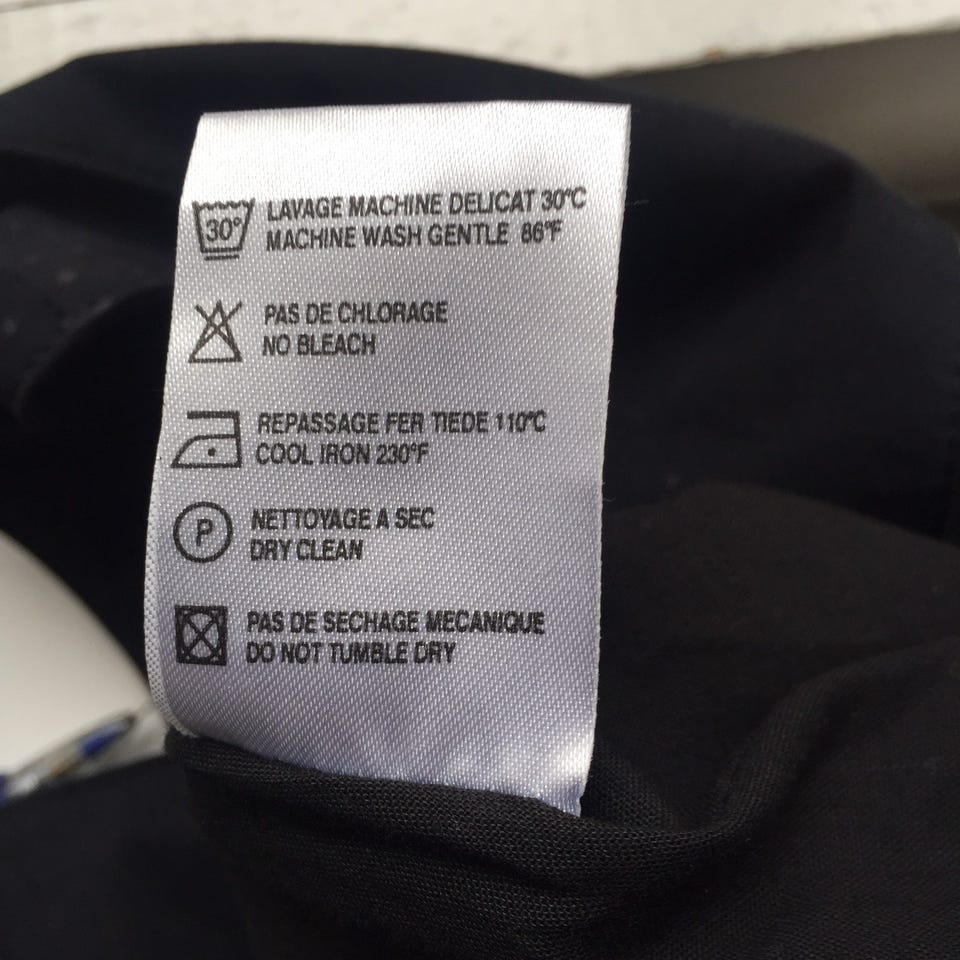 30° LAVAGE MACHINE DELICAT 30°C
MACHINE WASH GENTLE 86°F
PAS DE CHLORAGE
NO BLEACH
REPASSAGE FER TIEDE 110°C
COOL IRON 230°F
P NETTOYAGE A SEC
DRY CLEAN
PAS DE SECHAGE MECANIQUE
DO NOT TUMBLE DRY